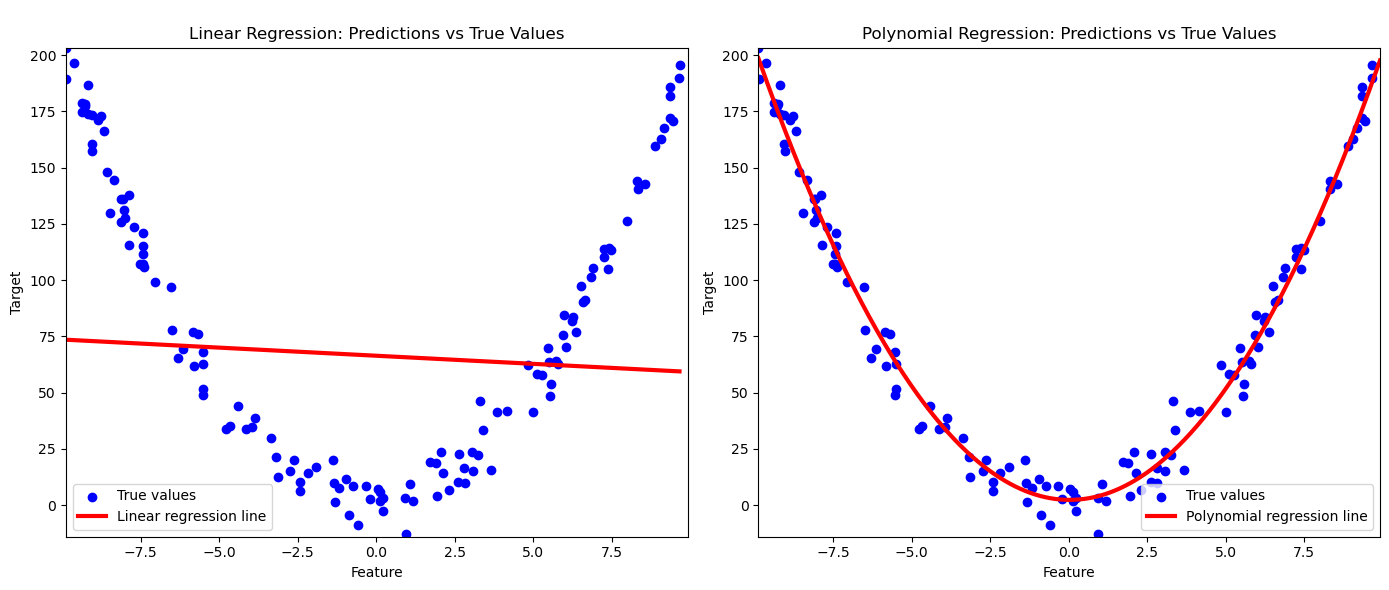 Linear Regression: Predictions vs True Values
200
175
150
125
100
75
50
25
0
Target
−7.5 −5.0 −2.5 0.0 2.5 5.0 7.5
Feature
True values
Linear regression line
Polynomial Regression: Predictions vs True Values
200
175
150
125
100
75
50
25
0
Target
−7.5 −5.0 −2.5 0.0 2.5 5.0 7.5
Feature
True values
Polynomial regression line